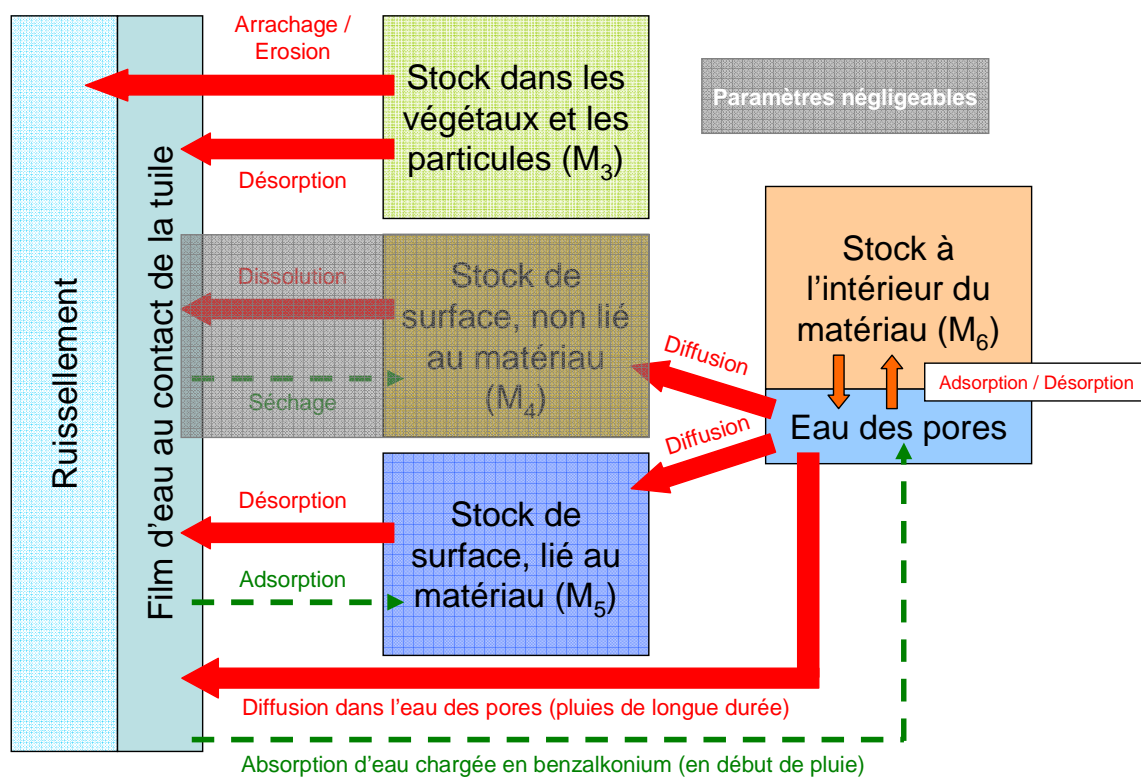 Arrachage /
Erosion
Stock dans les
végétaux et les
particules (M3)
Désorption
Paramètres négligeables
Ruissellement
Film d'eau au contact de la tuile
Dissolution
Stock de
surface, non lié
au matériau
(M4)
Séchage
Diffusion
Diffusion
Stock à
l'intérieur du
matériau (M6)
Adsorption / Désorption
Eau des pores
Désorption
Stock de
surface, lié au
matériau (M5)
Adsorption
Diffusion dans l'eau des pores (pluies de longue durée)
Absorption d'eau chargée en benzalkonium (en début de pluie)